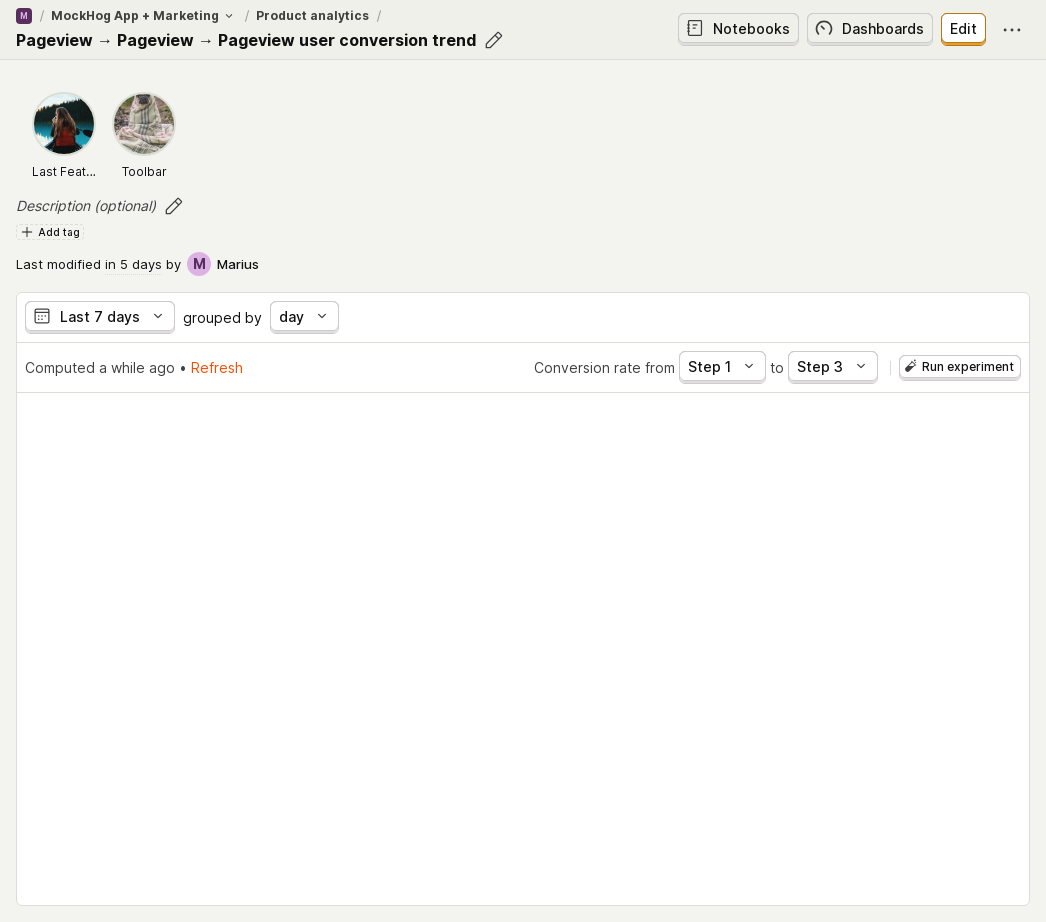 M / MockHog App + Marketing / Product analytics /
Pageview → Pageview → Pageview user conversion trend
Notebooks
Dashboards
Edit
Last Feat...
Toolbar
Description (optional)
Add tag
Last modified in 5 days by M Marius
Last 7 days grouped by day
Computed a while ago • Refresh
Conversion rate from Step 1 to Step 3
Run experiment